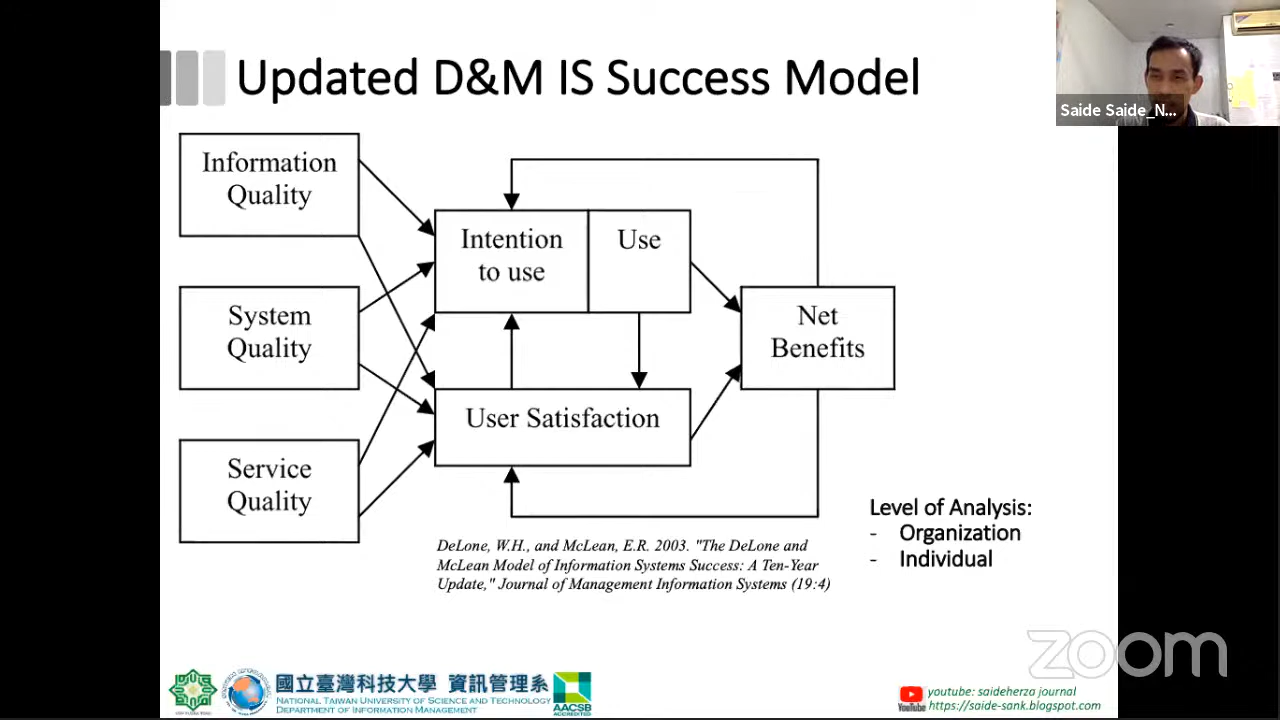 Updated D&M IS Success Model
Saide Saide_N...
Information
Quality
System
Quality
Service
Quality
Intention
to use
Use
User Satisfaction
Net
Benefits
Level of Analysis:
- Organization
- Individual
DeLone, W.H., and McLean, E.R. 2003. "The DeLone and
McLean Model of Information Systems Success: A Ten-Year
Update," Journal of Management Information Systems (19:4)
zoom
國立臺灣科技大學 資訊管理系
NATIONAL TAIWAN UNIVERSITY OF SCIENCE AND TECHNOLOGY
DEPARTMENT OF INFORMATION MANAGEMENT
AACSB
ACCREDITED
YouTube
youtube: saideherza journal
https://saide-sank.blogspot.com